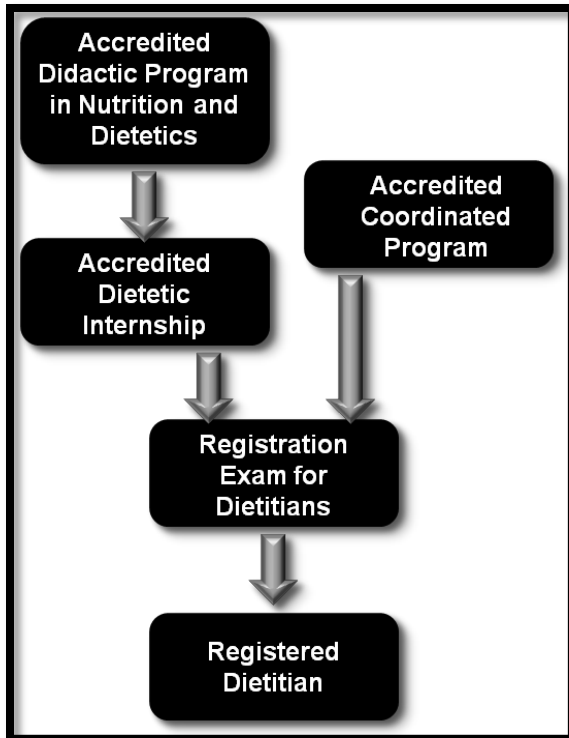 Accredited
Didactic Program
in Nutrition and
Dietetics
Accredited
Coordinated
Program
Accredited
Dietetic
Internship
Registration
Exam for
Dietitians
Registered
Dietitian